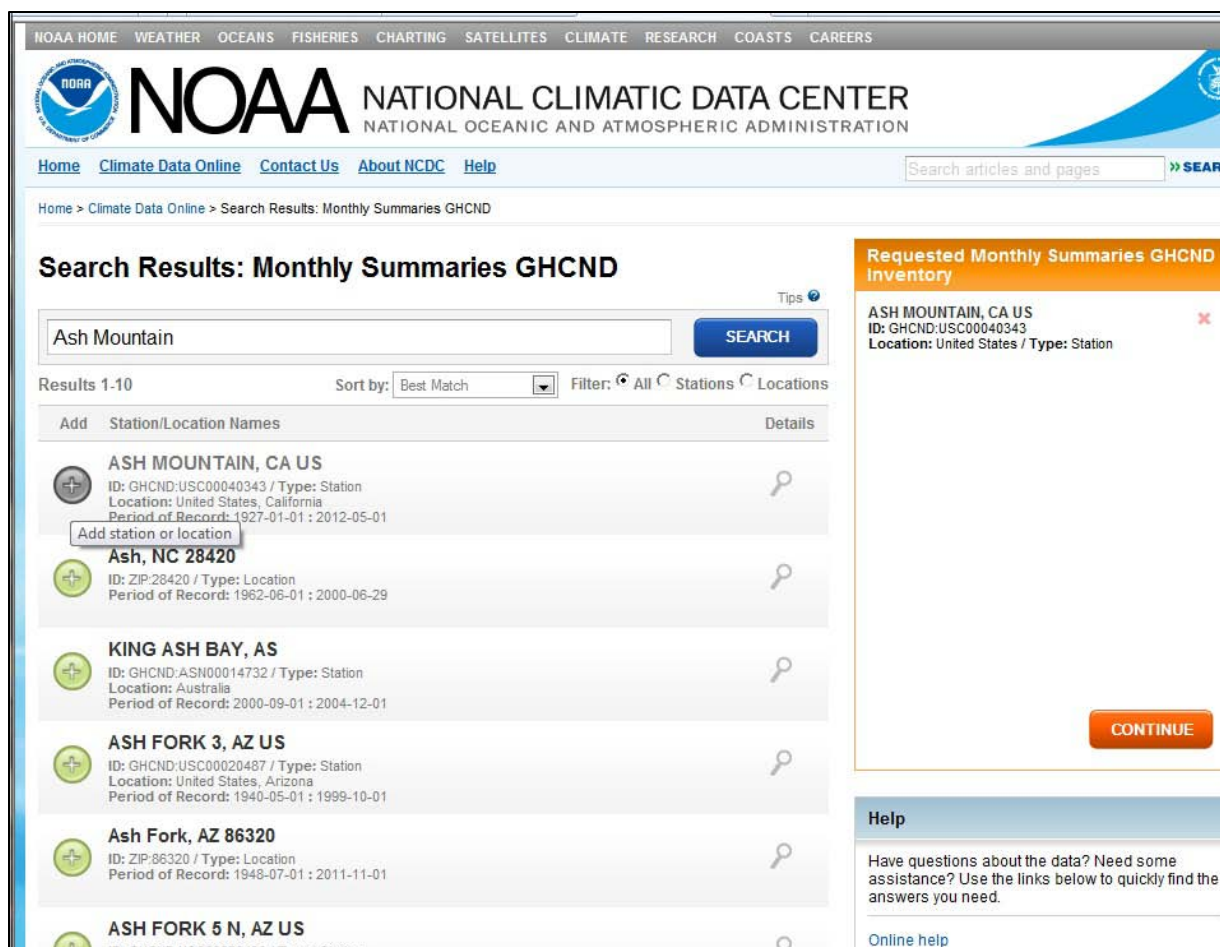 NOAA HOME WEATHER OCEANS FISHERIES CHARTING SATELLITES CLIMATE RESEARCH COASTS CAREERS
NOAA
NOAA NATIONAL CLIMATIC DATA CENTER
NATIONAL OCEANIC AND ATMOSPHERIC ADMINISTRATION
Home Climate Data Online Contact Us About NCDC Help
Search articles and pages
» SEAR
Home > Climate Data Online > Search Results: Monthly Summaries GHCND
Search Results: Monthly Summaries GHCND
Tips ?
Ash Mountain
SEARCH
Results 1-10
Sort by: Best Match
Filter: All Stations Locations
Add Station/Location Names Details
ASH MOUNTAIN, CA US
ID: GHCND:USC00040343 / Type: Station
Location: United States, California
Period of Record: 1927-01-01 : 2012-05-01
Add station or location
Ash, NC 28420
ID: ZIP:28420 / Type: Location
Period of Record: 1962-06-01 : 2000-06-29
KING ASH BAY, AS
ID: GHCND:ASN00014732 / Type: Station
Location: Australia
Period of Record: 2000-09-01 : 2004-12-01
ASH FORK 3, AZ US
ID: GHCND:USC00020487 / Type: Station
Location: United States, Arizona
Period of Record: 1940-05-01 : 1999-10-01
Ash Fork, AZ 86320
ID: ZIP:86320 / Type: Location
Period of Record: 1948-07-01 : 2011-11-01
ASH FORK 5 N, AZ US
Requested Monthly Summaries GHCND
Inventory
ASH MOUNTAIN, CA US
ID: GHCND:USC00040343
Location: United States / Type: Station
CONTINUE
Help
Have questions about the data? Need some
assistance? Use the links below to quickly find the
answers you need.
Online help